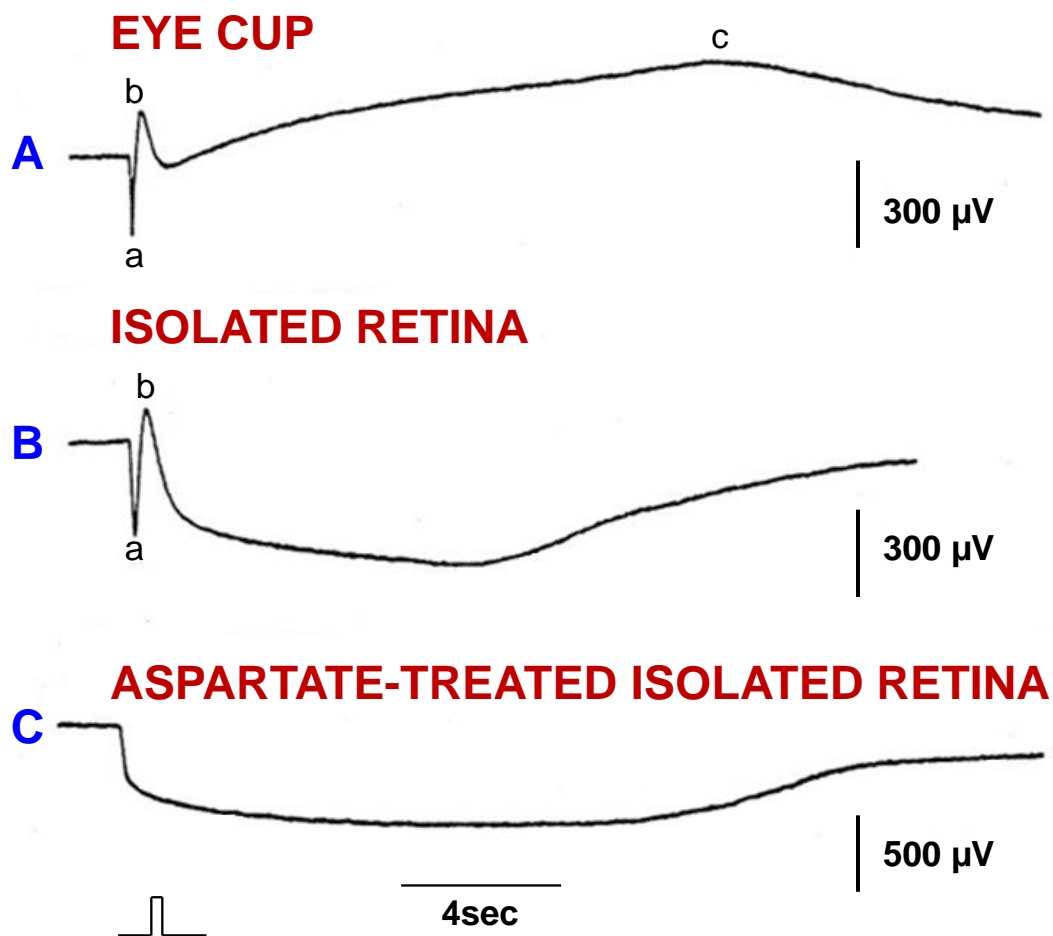 EYE CUP
c
b
A
300 µV
a
ISOLATED RETINA
b
B
300 µV
a
ASPARTATE-TREATED ISOLATED RETINA
C
500 µV
4sec